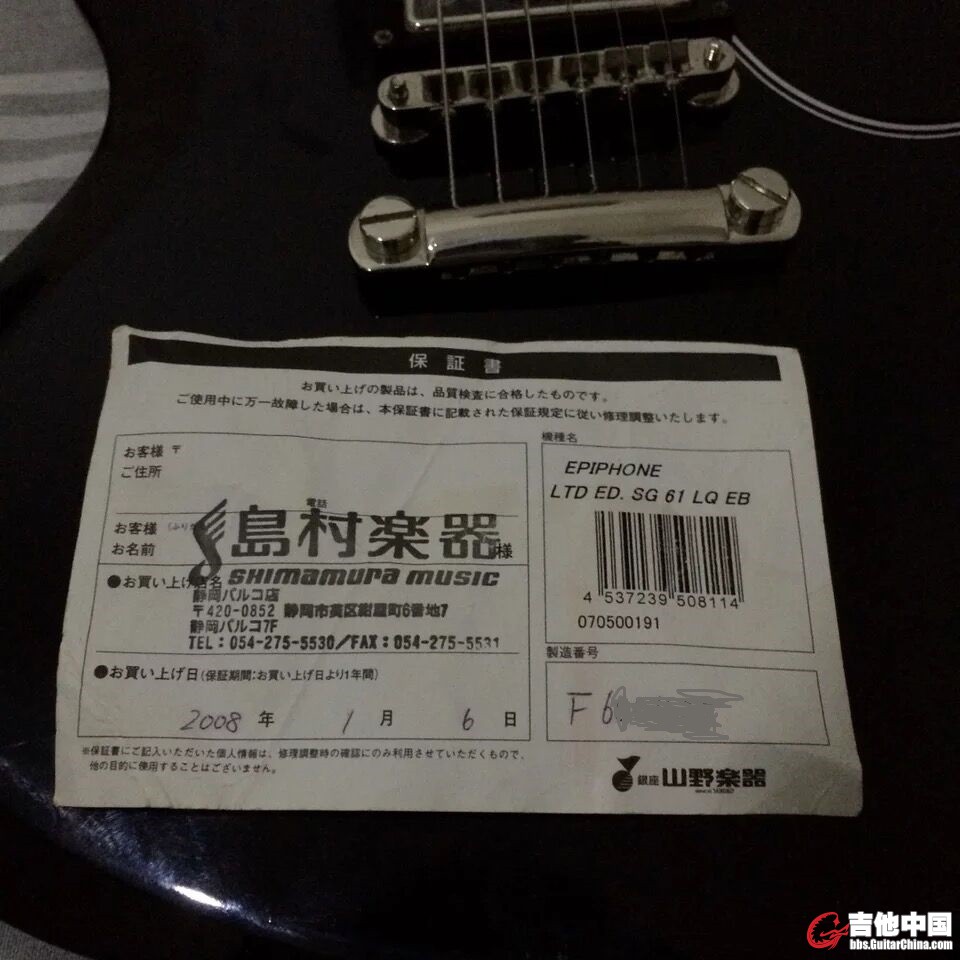 保証書
お買い上げの製品は、品質検査に合格したものです。
ご使用中に万一故障した場合は、本保証書に記載された保証規定に従い修理調整いたします。
お客様 〒
ご住所
電話
お客様
お名前
様
島村楽器
SHIMAMURA MUSIC
●お買い上げ店名
静岡パルコ店
〒420-0852 静岡市葵区紺屋町6番地7
静岡パルコ7F
TEL:054-275-5530/FAX:054-275-5531
●お買い上げ日(保証期間:お買い上げ日より1年間)
2008 年 1 月 6 日
※保証書にご記入いただいた個人情報は、修理調整時の確認にのみ利用させていただくもので、
他の目的に使用することはございません。
機種名
EPIPHONE
LTD ED. SG 61 LQ EB
4 537239 508114
070500191
製造番号
F6
銀座 山野楽器
吉他中国
bbs.GuitarChina.com